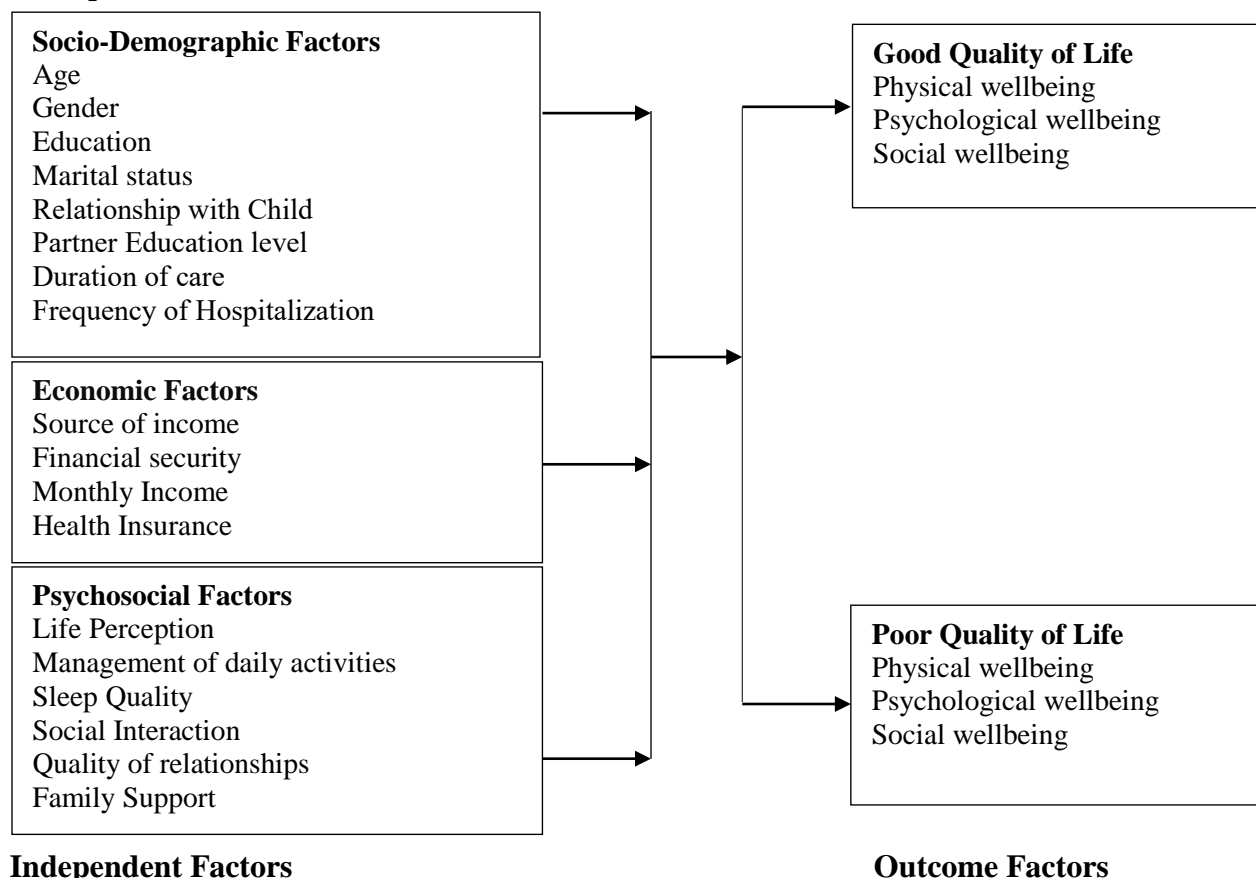 Socio-Demographic Factors
Age
Gender
Education
Marital status
Relationship with Child
Partner Education level
Duration of care
Frequency of Hospitalization
Economic Factors
Source of income
Financial security
Monthly Income
Health Insurance
Psychosocial Factors
Life Perception
Management of daily activities
Sleep Quality
Social Interaction
Quality of relationships
Family Support
Independent Factors
Good Quality of Life
Physical wellbeing
Psychological wellbeing
Social wellbeing
Poor Quality of Life
Physical wellbeing
Psychological wellbeing
Social wellbeing
Outcome Factors